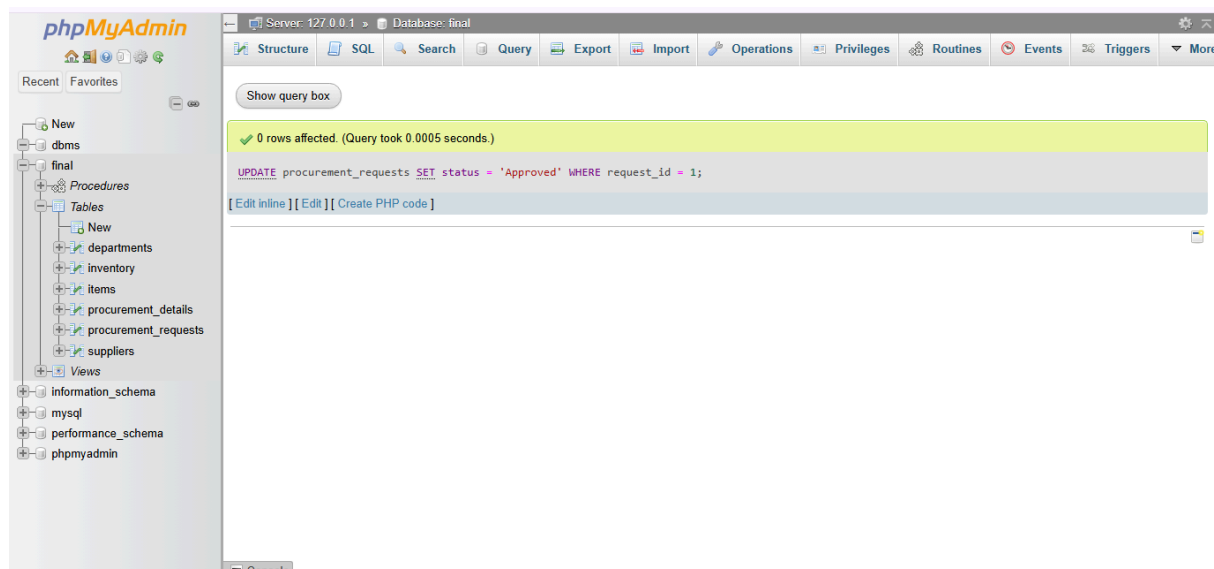 phpMyAdmin
Recent Favorites
New
dbms
final
Procedures
Tables
New
departments
inventory
items
procurement_details
procurement_requests
suppliers
Views
information_schema
mysql
performance_schema
phpmyadmin
Server: 127.0.0.1 » Database: final
Structure SQL Search Query Export Import Operations Privileges Routines Events Triggers More
Show query box
0 rows affected. (Query took 0.0005 seconds.)
UPDATE procurement_requests SET status = 'Approved' WHERE request_id = 1;
[ Edit inline ] [ Edit ] [ Create PHP code ]